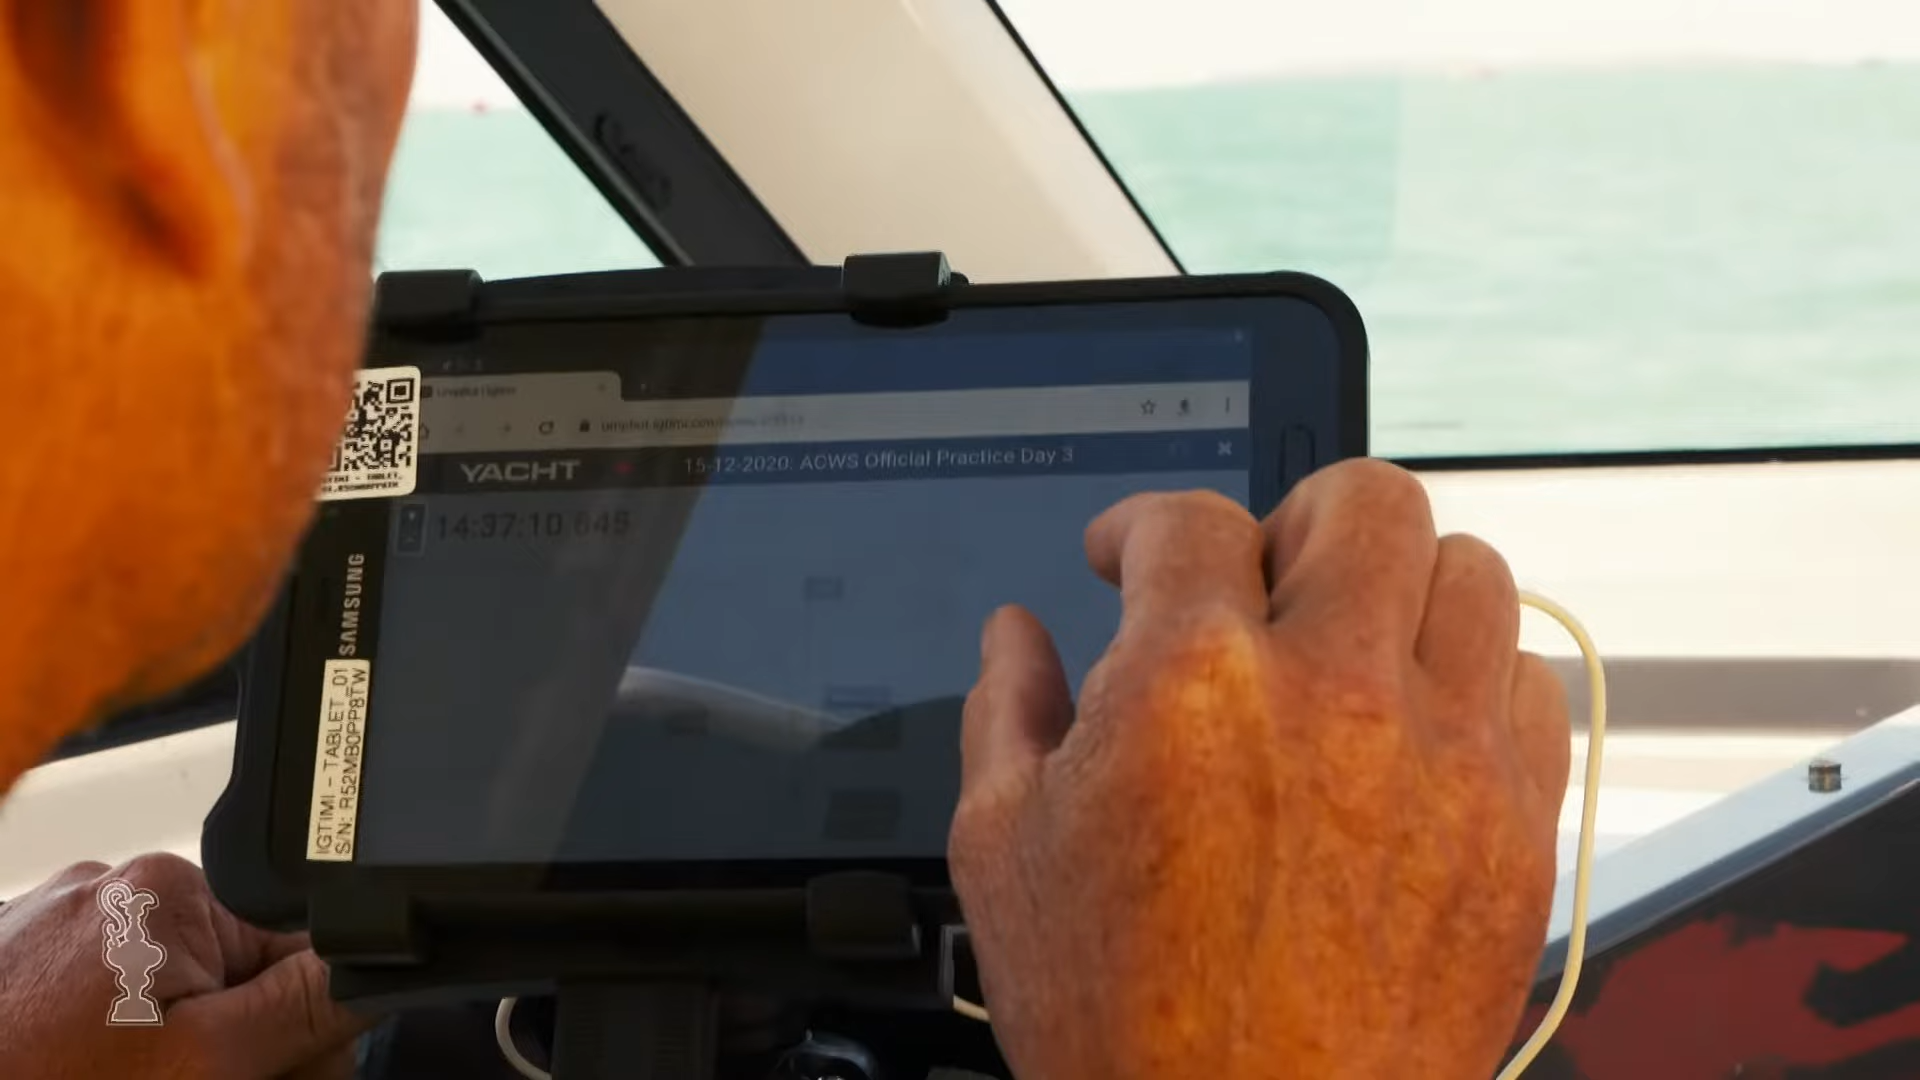 YACHT
15-12-2020: ACWS Official Practice Day 3
14:37:10 645
SAMSUNG
IGTIMI - TABLET_01
S/N: R52MB0PP8TW